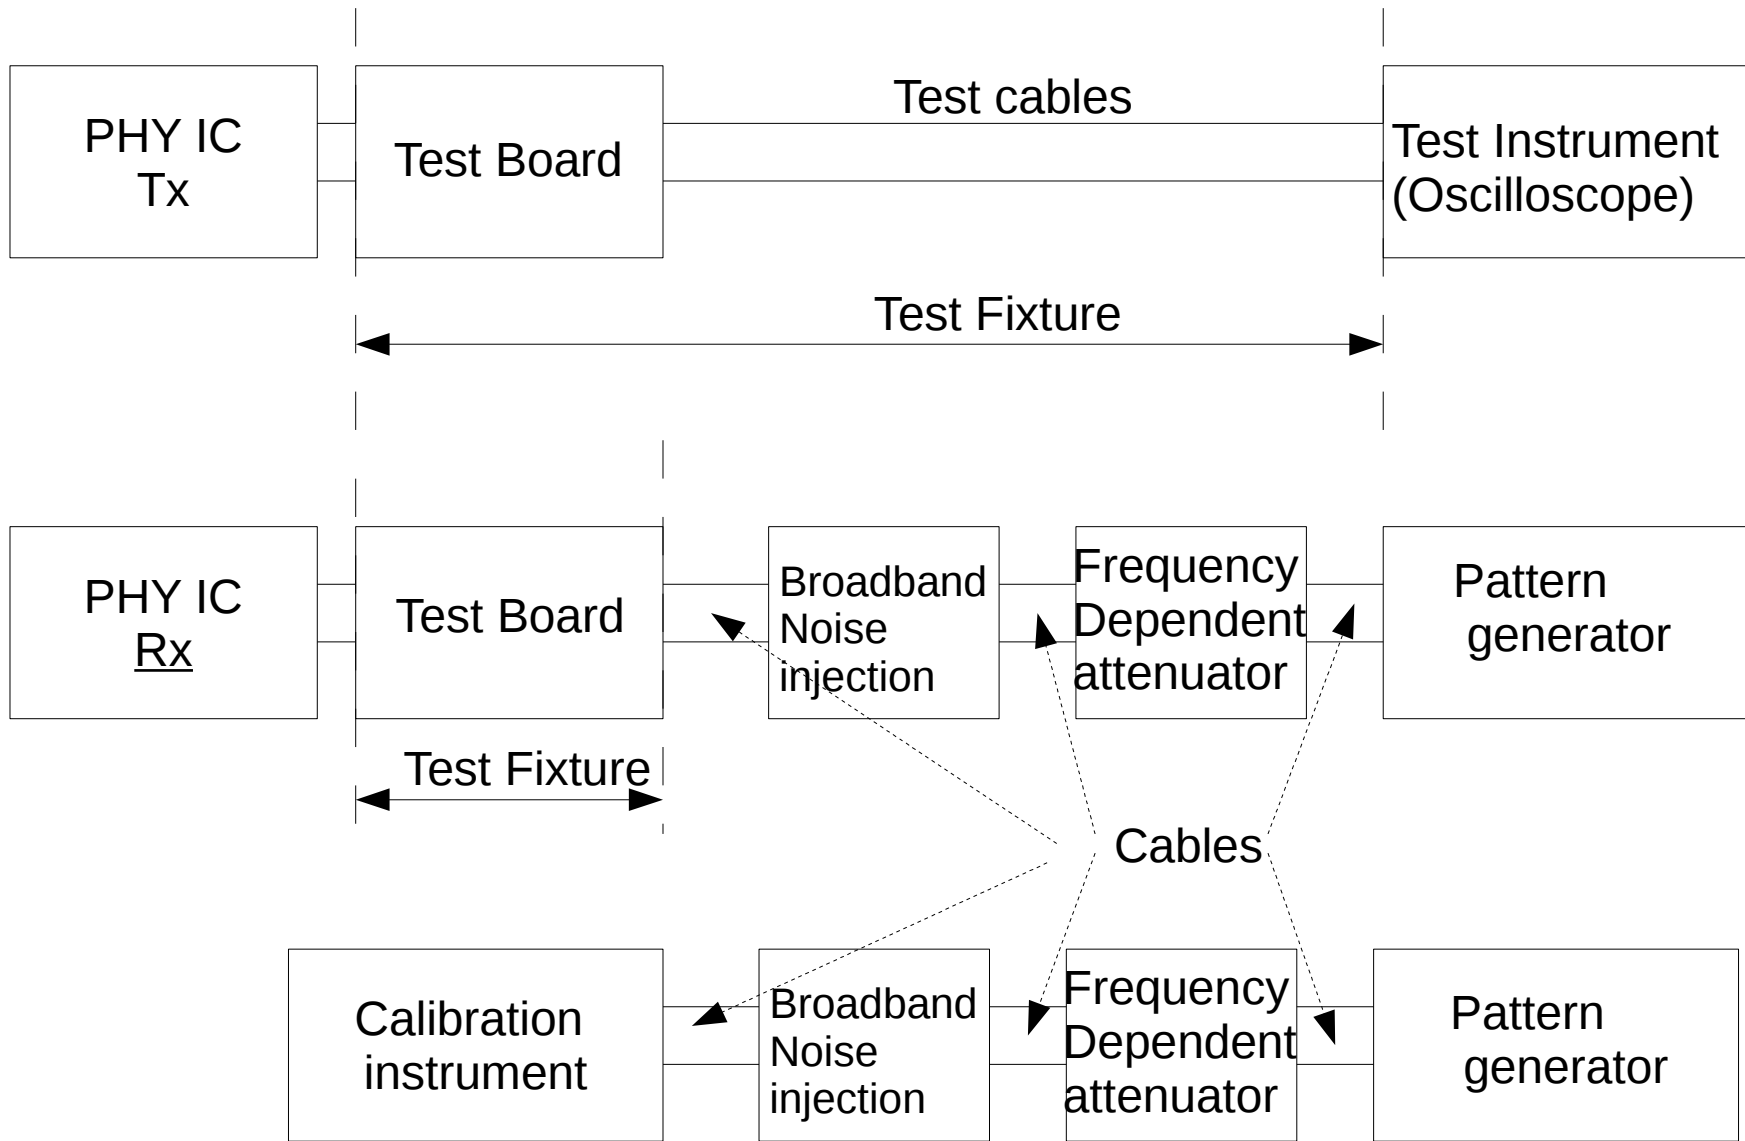 Test cables
PHY IC
Tx
Test Board
Test Instrument
(Oscilloscope)
Test Fixture
PHY IC
Rx
Test Board
Broadband
Noise
injection
Frequency
Dependent
attenuator
Pattern
generator
Test Fixture
Cables
Calibration
instrument
Broadband
Noise
injection
Frequency
Dependent
attenuator
Pattern
generator